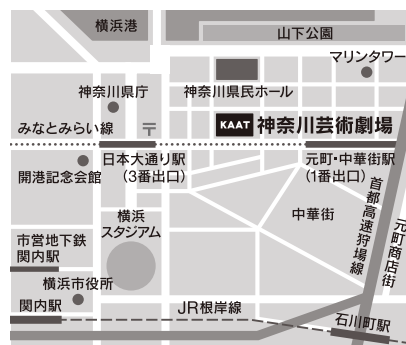 横浜港
山下公園
マリンタワー
神奈川県庁
神奈川県民ホール
みなとみらい線
〒
KAAT 神奈川芸術劇場
開港記念会館
日本大通り駅
(3番出口)
元町・中華街駅
(1番出口)
首都高速狩場線
元町商店街
中華街
横浜
スタジアム
市営地下鉄
関内駅
横浜市役所
関内駅
JR根岸線
石川町駅